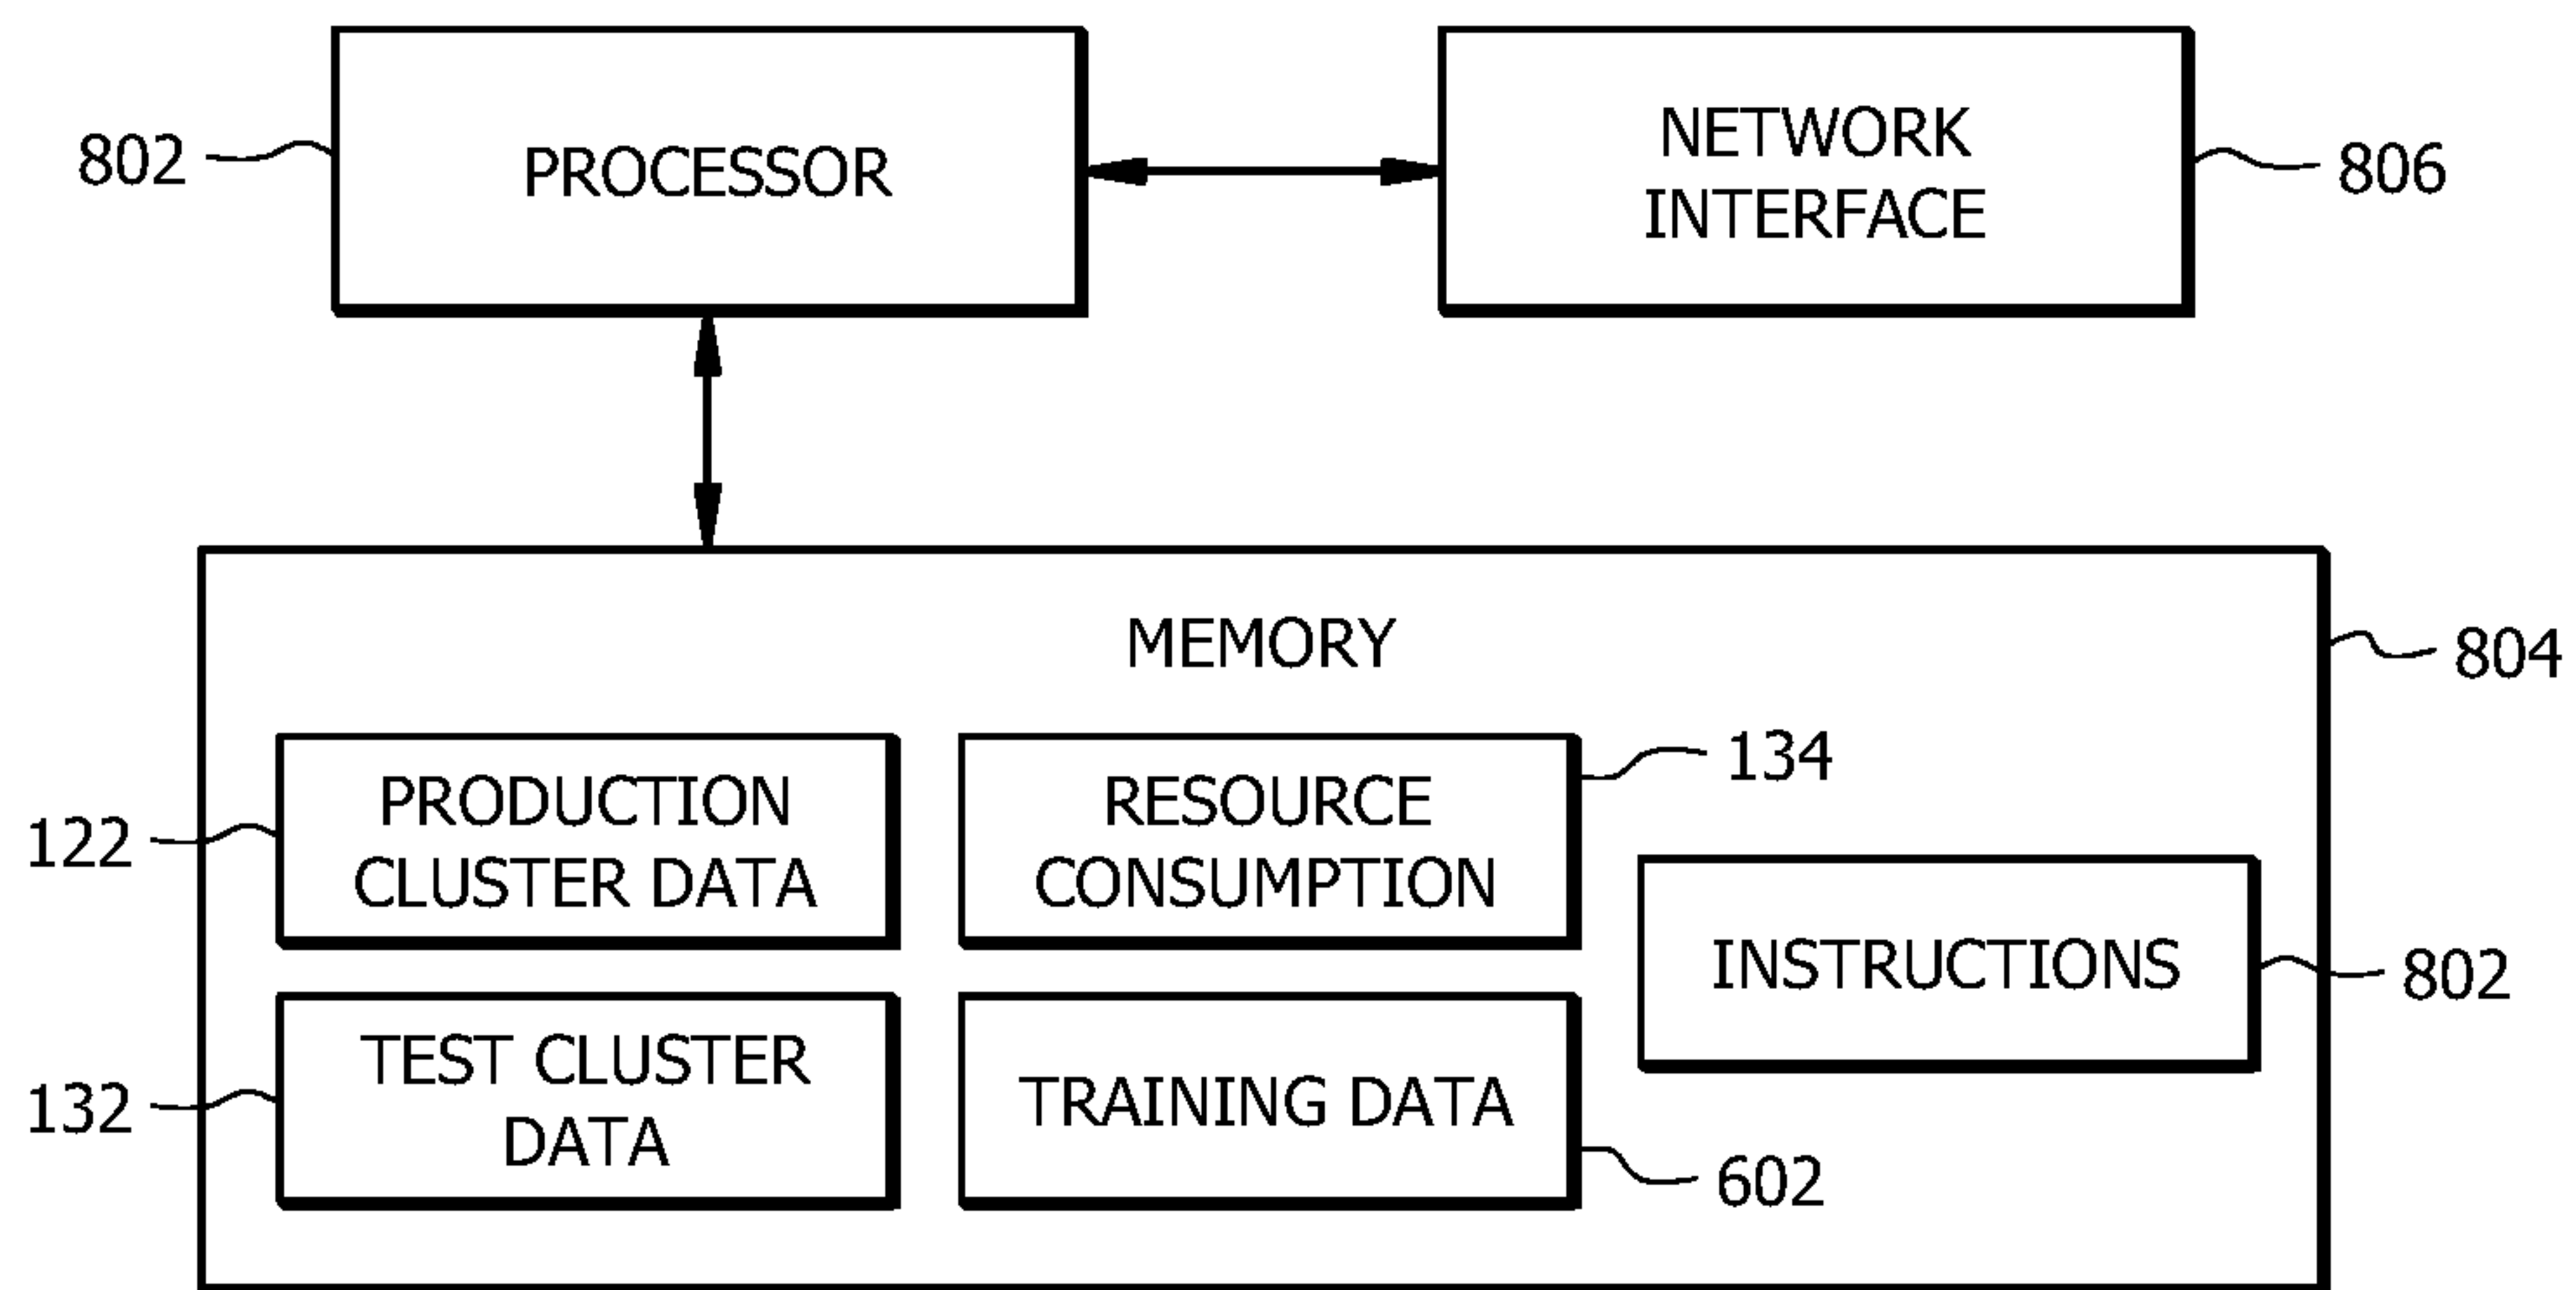 802
PROCESSOR
NETWORK
INTERFACE
806
MEMORY
804
122
PRODUCTION
CLUSTER DATA
RESOURCE
CONSUMPTION
134
INSTRUCTIONS
802
132
TEST CLUSTER
DATA
TRAINING DATA
602